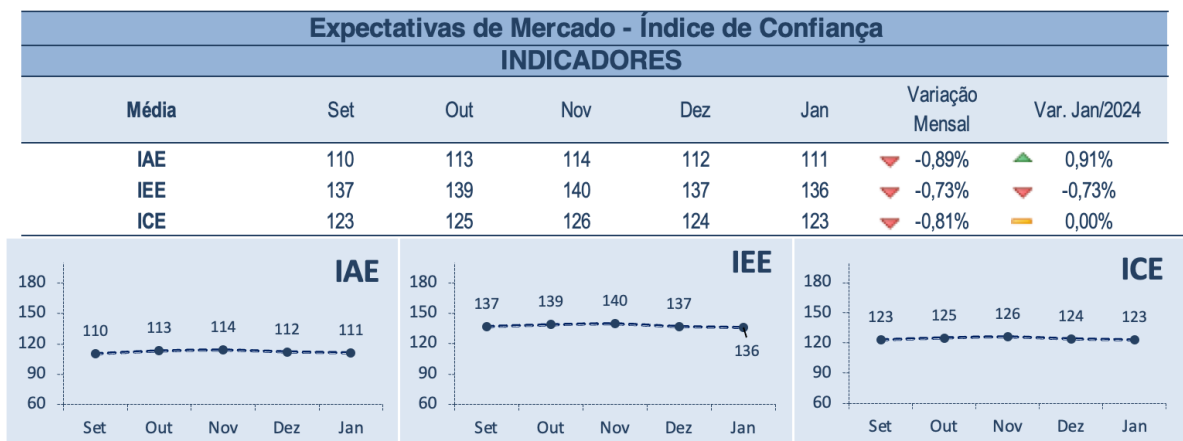 Expectativas de Mercado - Índice de Confiança
INDICADORES
Média Set Out Nov Dez Jan Variação Mensal Var. Jan/2024
IAE 110 113 114 112 111 -0,89% 0,91%
IEE 137 139 140 137 136 -0,73% -0,73%
ICE 123 125 126 124 123 -0,81% 0,00%
IAE
180
150
120
90
60
110 113 114 112 111
Set Out Nov Dez Jan
IEE
180
150
120
90
60
137 139 140 137
136
Set Out Nov Dez Jan
ICE
180
150
120
90
60
123 125 126 124 123
Set Out Nov Dez Jan